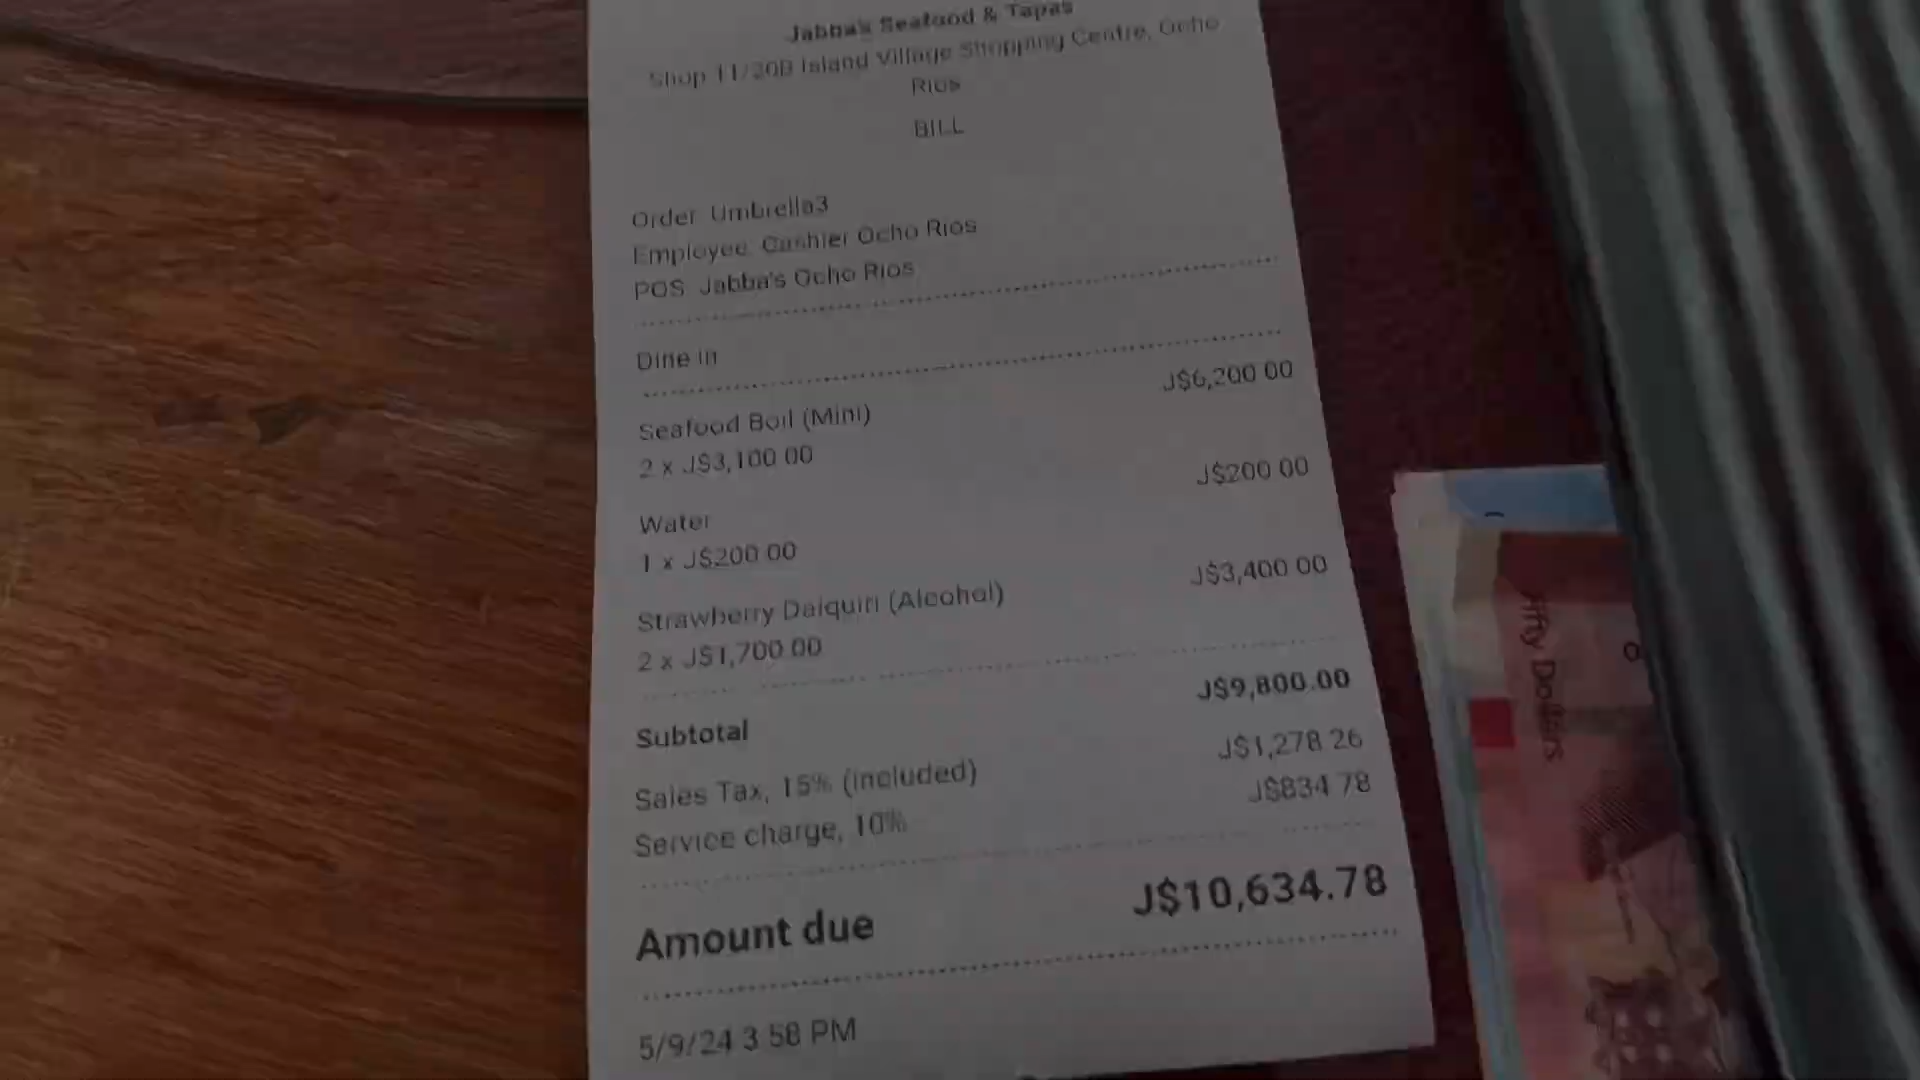 Jabba's Seafood & Tapas
Shop 11/20B Island Village Shopping Centre, Ocho
Rios
BILL
Order: Umbrella3
Employee: Cashier Ocho Rios
POS: Jabba's Ocho Rios
Dine in
J$6,200.00
Seafood Boil (Mini)
2 x J$3,100.00
J$200.00
Water
1 x J$200.00
J$3,400.00
Strawberry Daiquiri (Alcohol)
2 x J$1,700.00
J$9,800.00
Subtotal
J$1,278.26
Sales Tax, 15% (included)
J$834.78
Service charge, 10%
J$10,634.78
Amount due
5/9/24 3:58 PM
Fifty Dollars